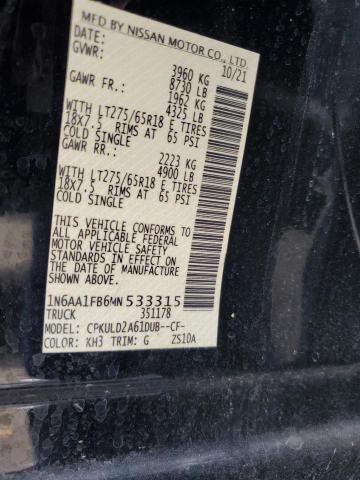 MFD BY NISSAN MOTOR CO., LTD.
DATE: 10/21
GVWR: 3960 KG
8730 LB
GAWR FR.: 1962 KG
4325 LB
WITH LT275/65R18 E TIRES
18X7.5 RIMS AT 65 PSI
COLD SINGLE
GAWR RR.: 2223 KG
4900 LB
WITH LT275/65R18 E TIRES
18X7.5 RIMS AT 65 PSI
COLD SINGLE
THIS VEHICLE CONFORMS TO
ALL APPLICABLE FEDERAL
MOTOR VEHICLE SAFETY
STANDARDS IN EFFECT ON
THE DATE OF MANUFACTURE
SHOWN ABOVE.
1N6AA1FB6MN533315
TRUCK 351178
MODEL: CPKULD2A61DUB--CF-
COLOR: KH3 TRIM: G ZS10A